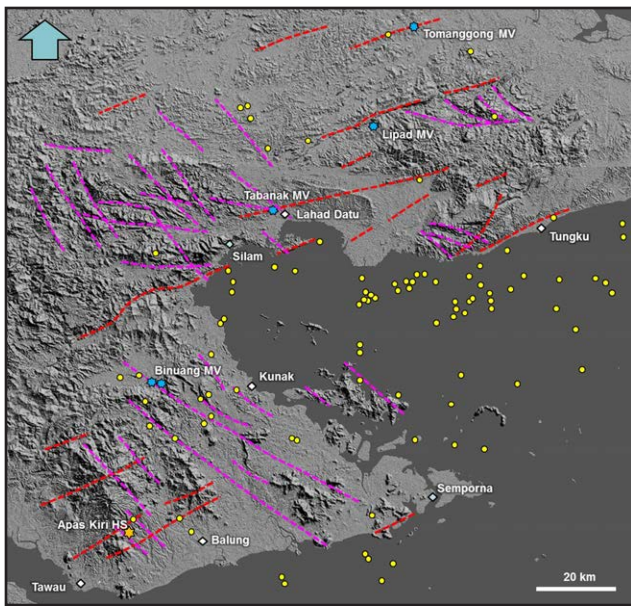 Tomanggong MV
Lipad MV
Tabanak MV
Lahad Datu
Tungku
Silam
Binuang MV
Kunak
Semporna
Apas Kiri HS
Balung
Tawau
20 km